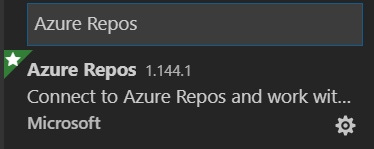 Azure Repos
Azure Repos 1.144.1
Connect to Azure Repos and work wit...
Microsoft